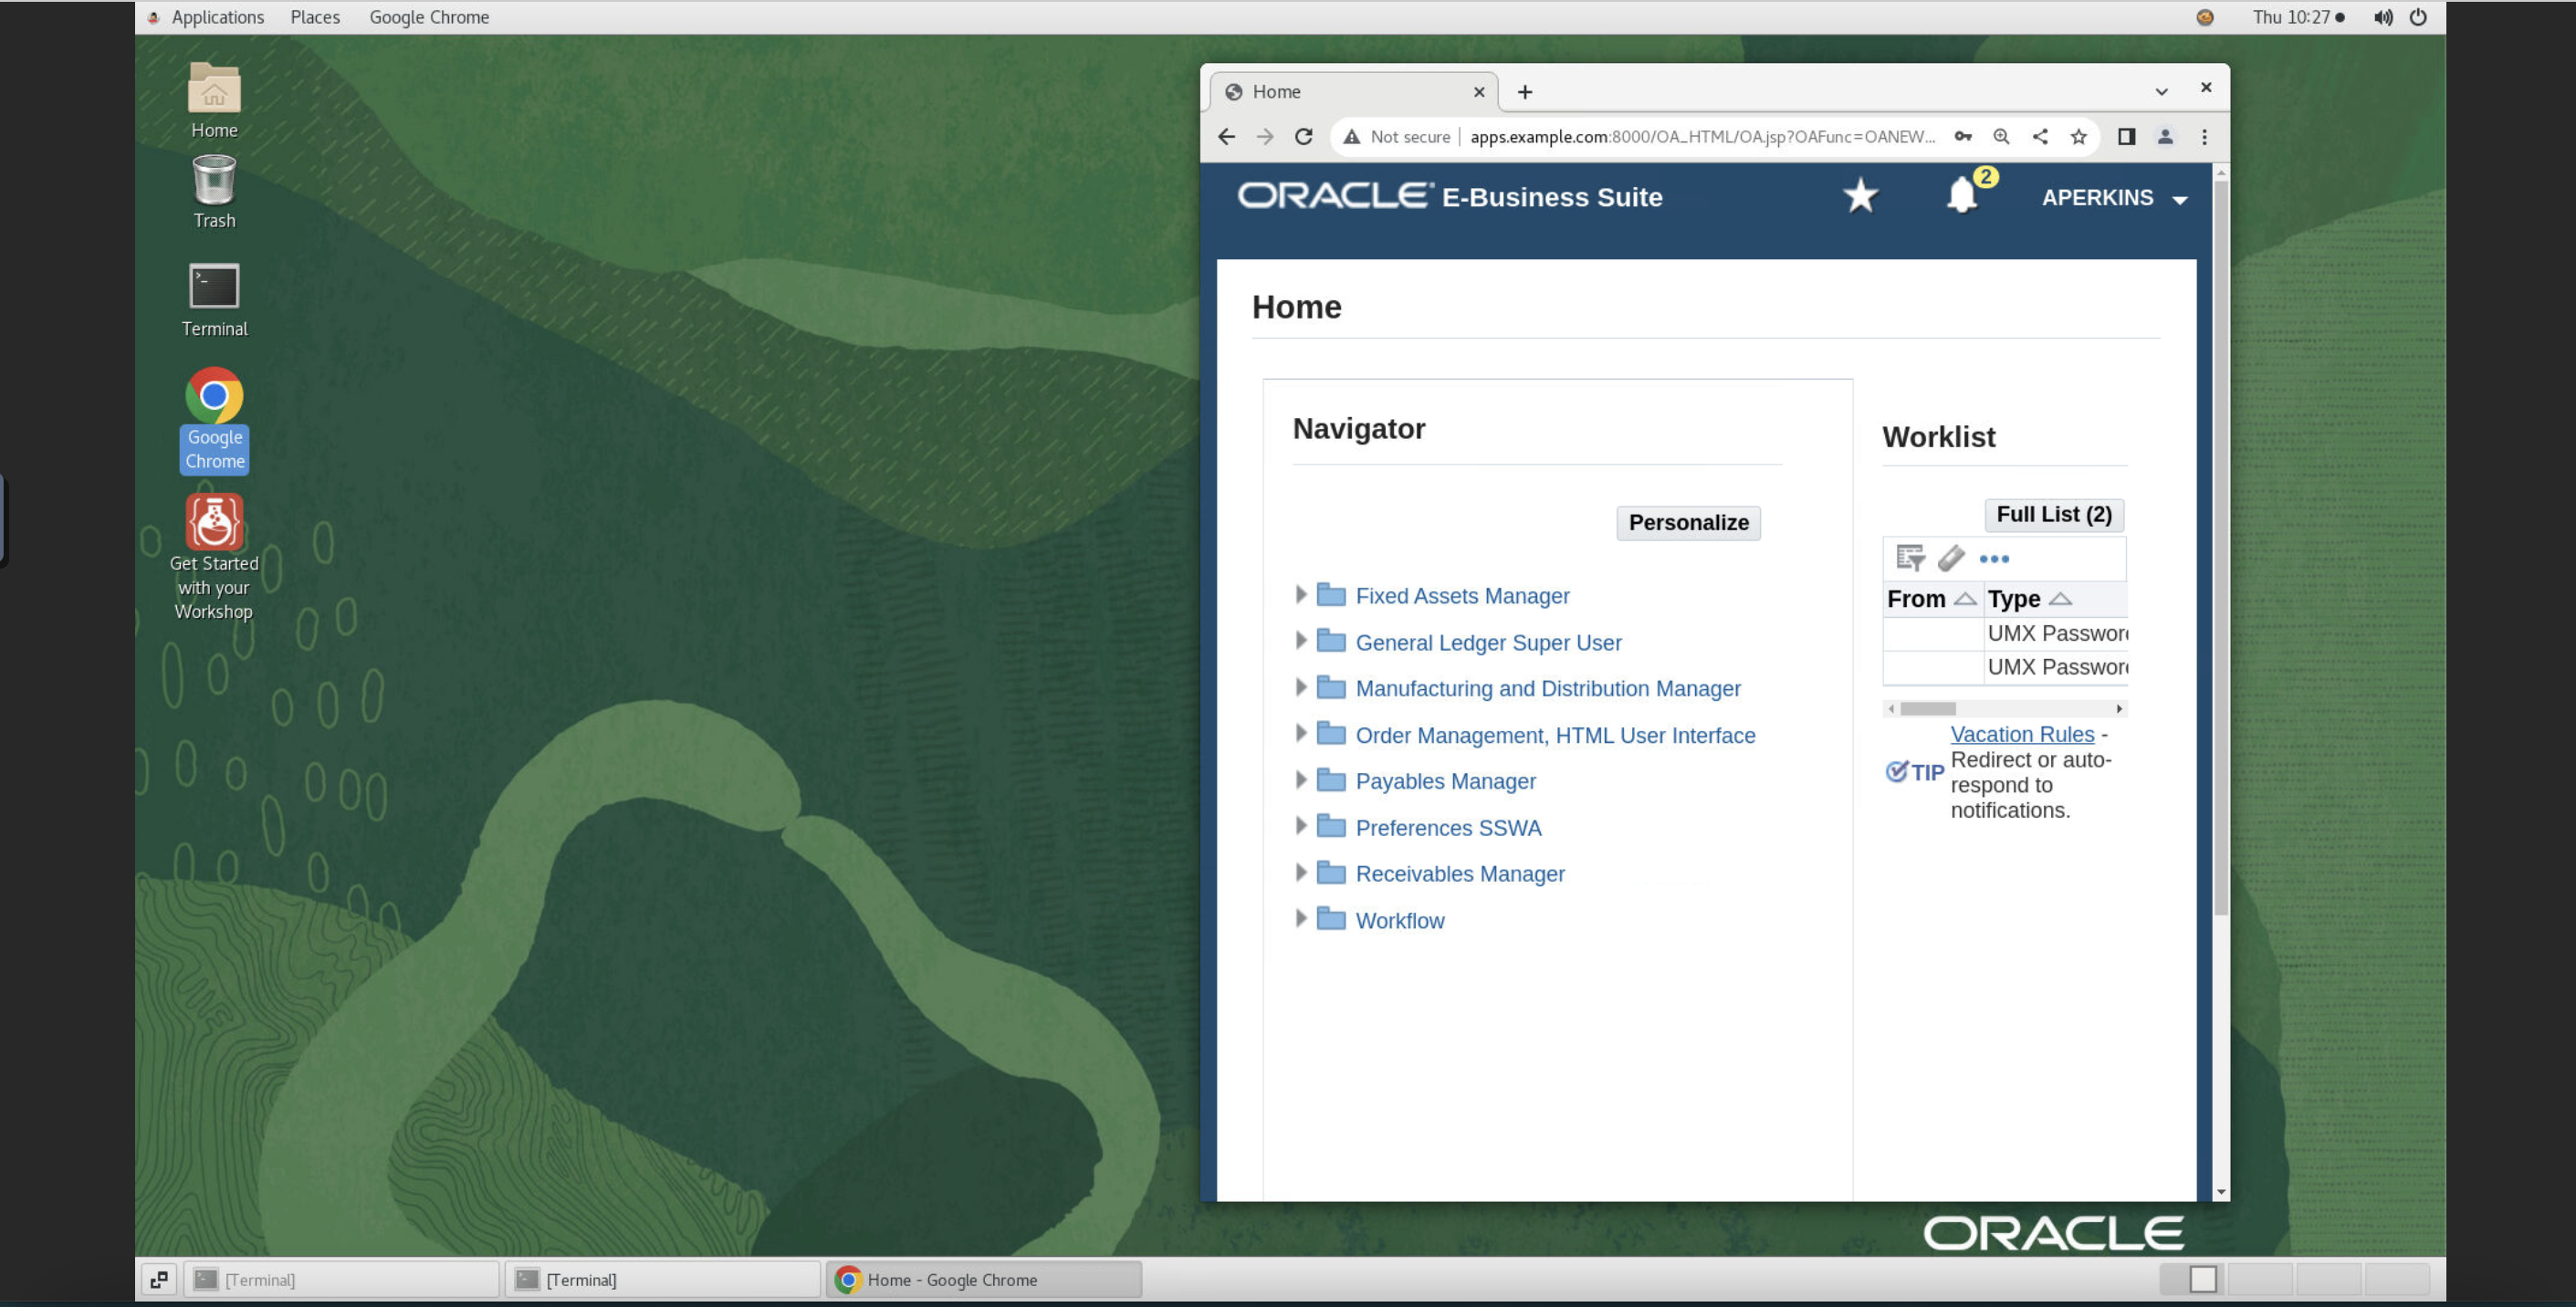 Applications Places Google Chrome
Thu 10:27
Home
Trash
Terminal
Google
Chrome
Get Started
with your
Workshop
Home
Not secure apps.example.com:8000/OA_HTML/OA.jsp?OAFunc=OANEW...
ORACLE E-Business Suite
2
APERKINS
Home
Navigator
Personalize
Fixed Assets Manager
General Ledger Super User
Manufacturing and Distribution Manager
Order Management, HTML User Interface
Payables Manager
Preferences SSWA
Receivables Manager
Workflow
Worklist
Full List (2)
From Type
UMX Password
UMX Password
TIP
Vacation Rules -
Redirect or auto-
respond to
notifications.
ORACLE
[Terminal]
[Terminal]
Home - Google Chrome